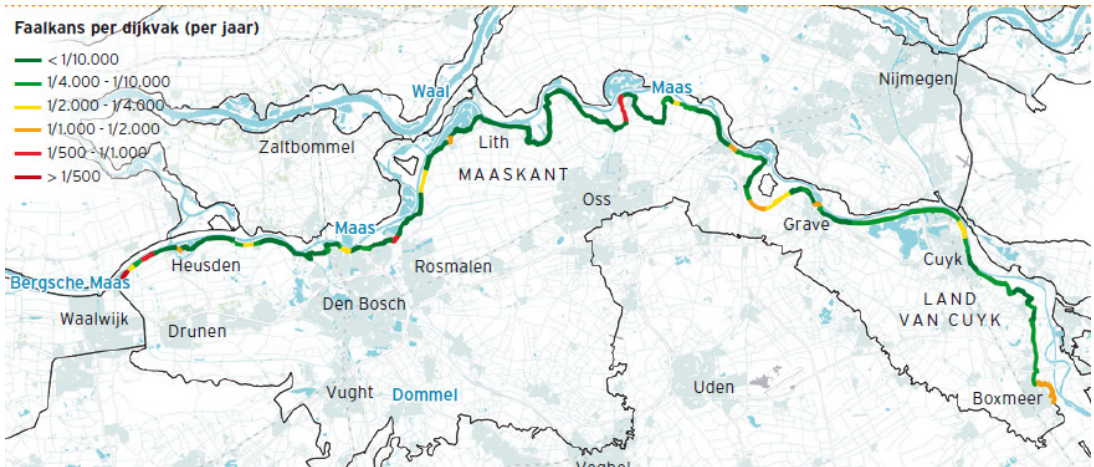 Faalkans per dijkvak (per jaar)
< 1/10.000
1/4.000 - 1/10.000
1/2.000 - 1/4.000
1/1.000 - 1/2.000
1/500 - 1/1.000
> 1/500
Waal
Maas
Nijmegen
Zaltbommel
Lith
MAASKANT
Oss
Maas
Grave
Heusden
Rosmalen
Cuyk
Bergsche Maas
Den Bosch
LAND
VAN CUYK
Waalwijk
Drunen
Vught
Dommel
Uden
Boxmeer
Veghel